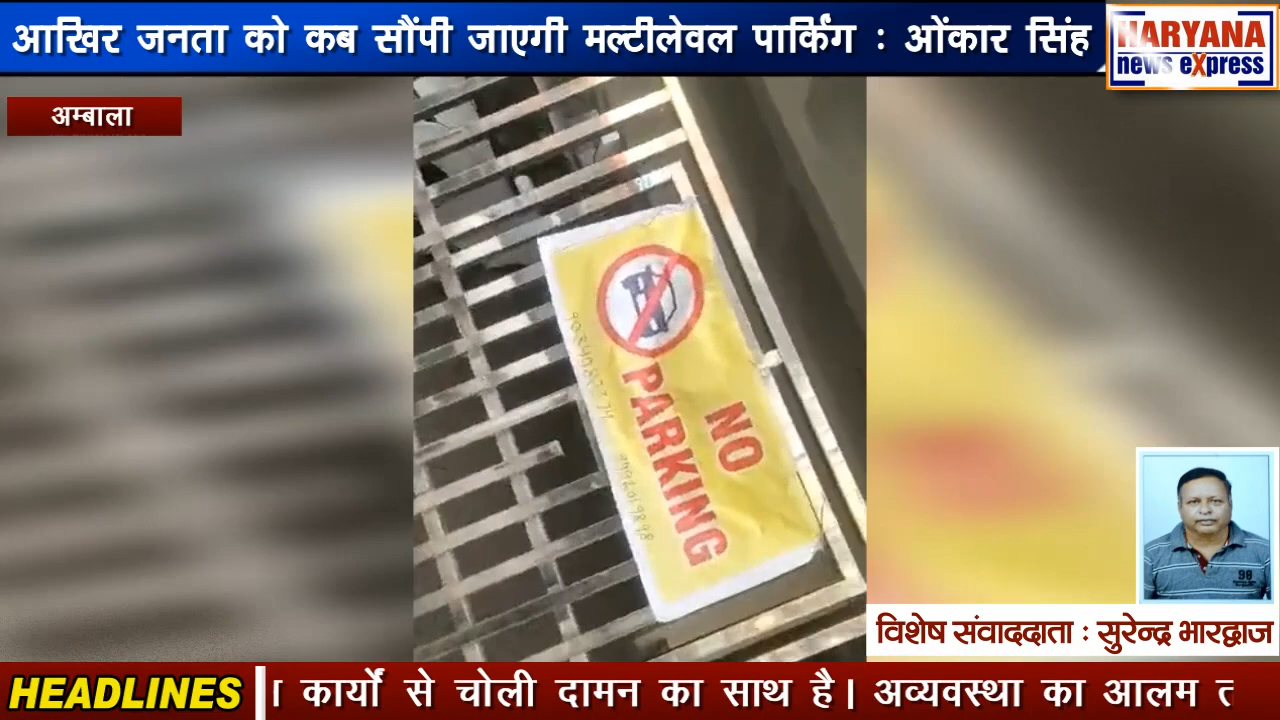 आखिर जनता को कब सौंपी जाएगी मल्टीलेवल पार्किंग : ओंकार सिंह
HARYANA
news eXpress
अम्बाला
NO
PARKING
98
विशेष संवाददाता : सुरेन्द्र भारद्वाज
HEADLINES
कार्यों से चोली दामन का साथ है। अव्यवस्था का आलम